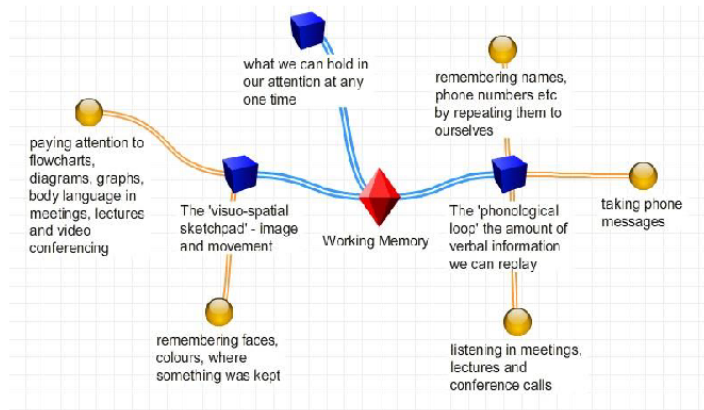 what we can hold in
our attention at any
one time
remembering names,
phone numbers etc
by repeating them to
ourselves
paying attention to
flowcharts,
diagrams, graphs,
body language in
meetings, lectures
and video
conferencing
The 'visuo-spatial
sketchpad' - image
and movement
Working Memory
The 'phonological
loop' the amount of
verbal information
we can replay
taking phone
messages
remembering faces,
colours, where
something was kept
listening in meetings,
lectures and
conference calls